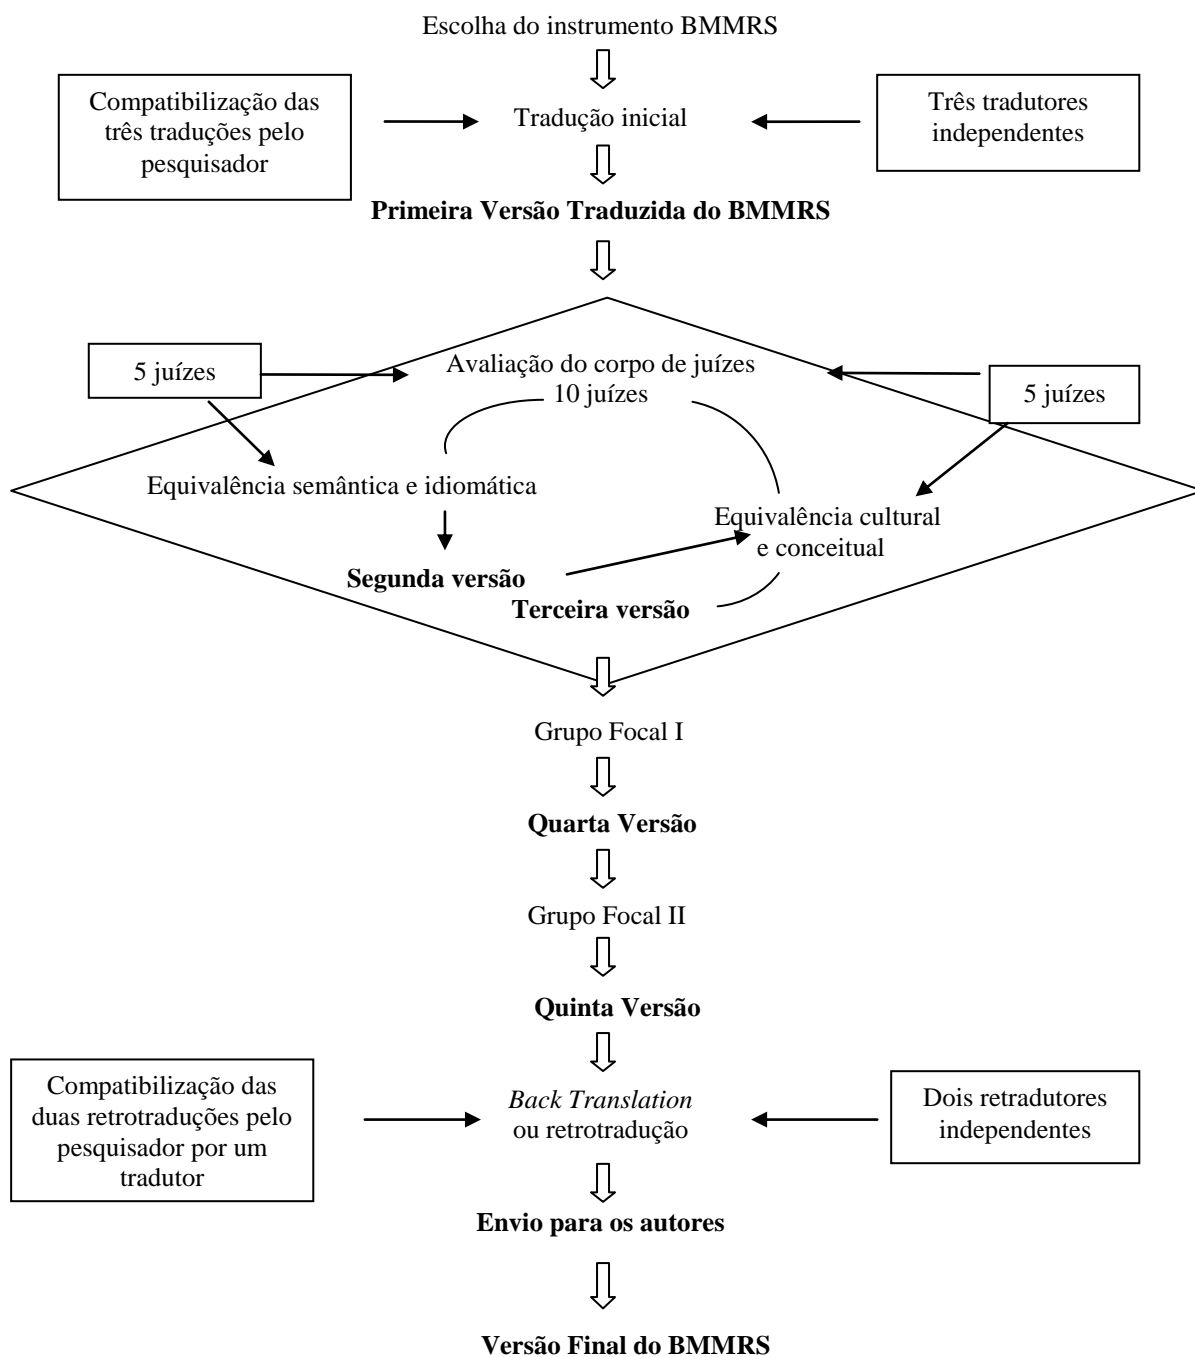 Escolha do instrumento BMMRS
Compatibilização das
três traduções pelo
pesquisador
Tradução inicial
Três tradutores
independentes
Primeira Versão Traduzida do BMMRS
5 juízes
Avaliação do corpo de juízes
10 juízes
5 juízes
Equivalência semântica e idiomática
Equivalência cultural
e conceitual
Segunda versão
Terceira versão
Grupo Focal I
Quarta Versão
Grupo Focal II
Quinta Versão
Compatibilização das
duas retrotraduções pelo
pesquisador por um
tradutor
Back Translation
ou retrotradução
Dois retradutores
independentes
Envio para os autores
Versão Final do BMMRS